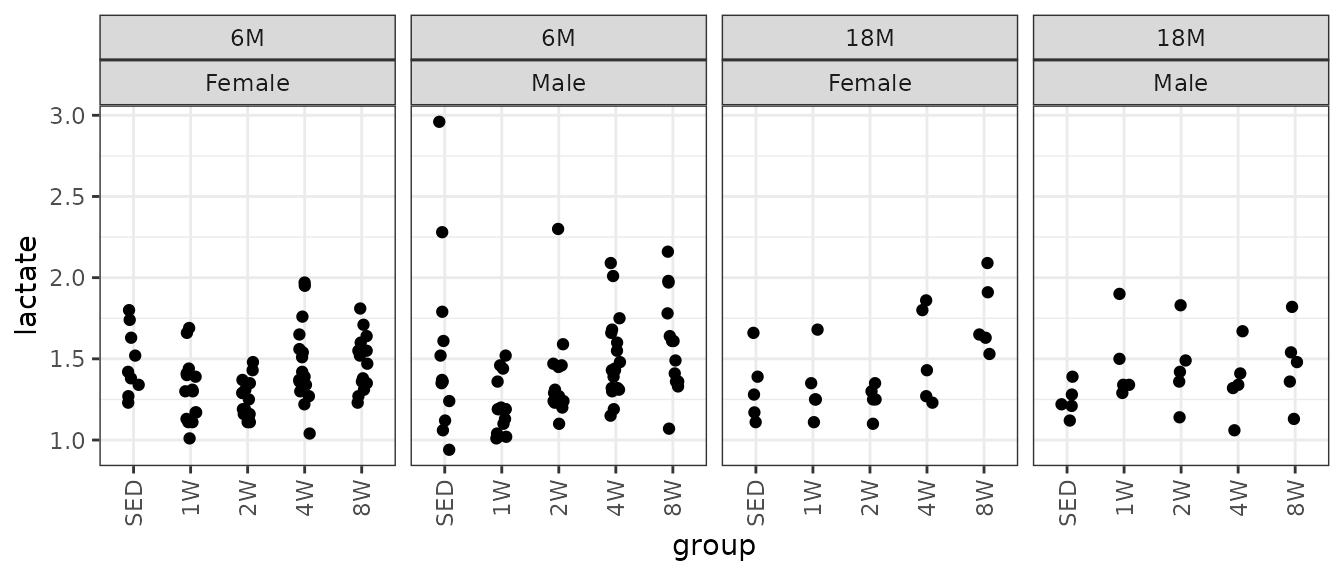 6M 6M 18M 18M
Female Male Female Male
lactate
3.0
2.5
2.0
1.5
1.0
SED 1W 2W 4W 8W SED 1W 2W 4W 8W SED 1W 2W 4W 8W SED 1W 2W 4W 8W
group